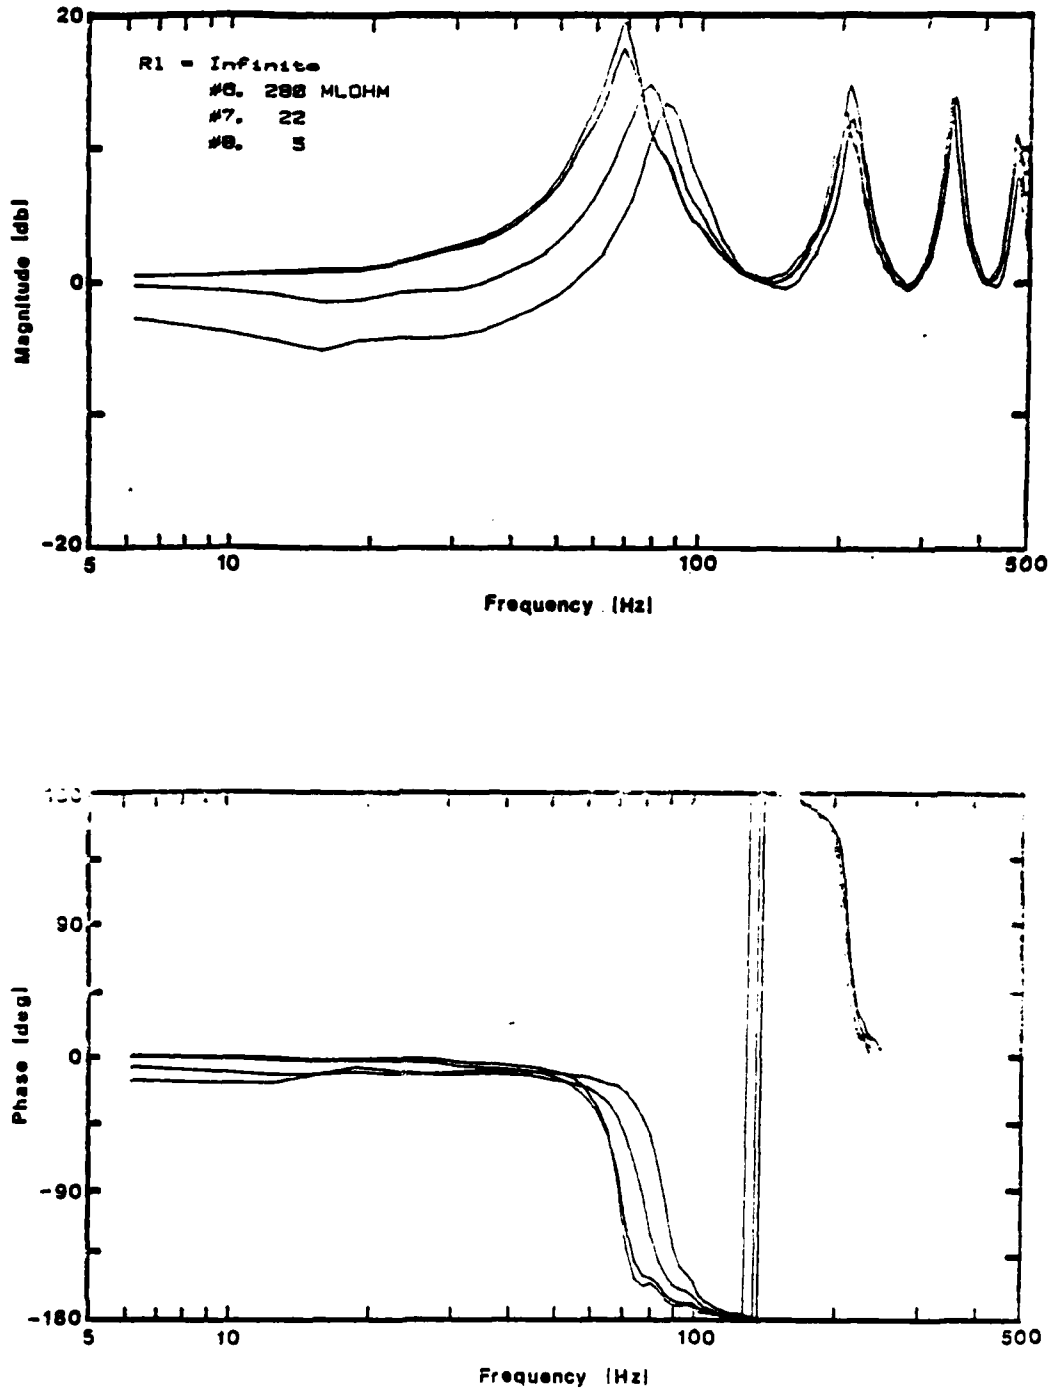 20
R1 = Infinite
#6. 280 MLOHM
#7. 22
#8. 5
Magnitude [db]
0
-20
5 10 100 500
Frequency [Hz]
90
Phase [deg]
0
-90
-180
5 10 100 500
Frequency [Hz]